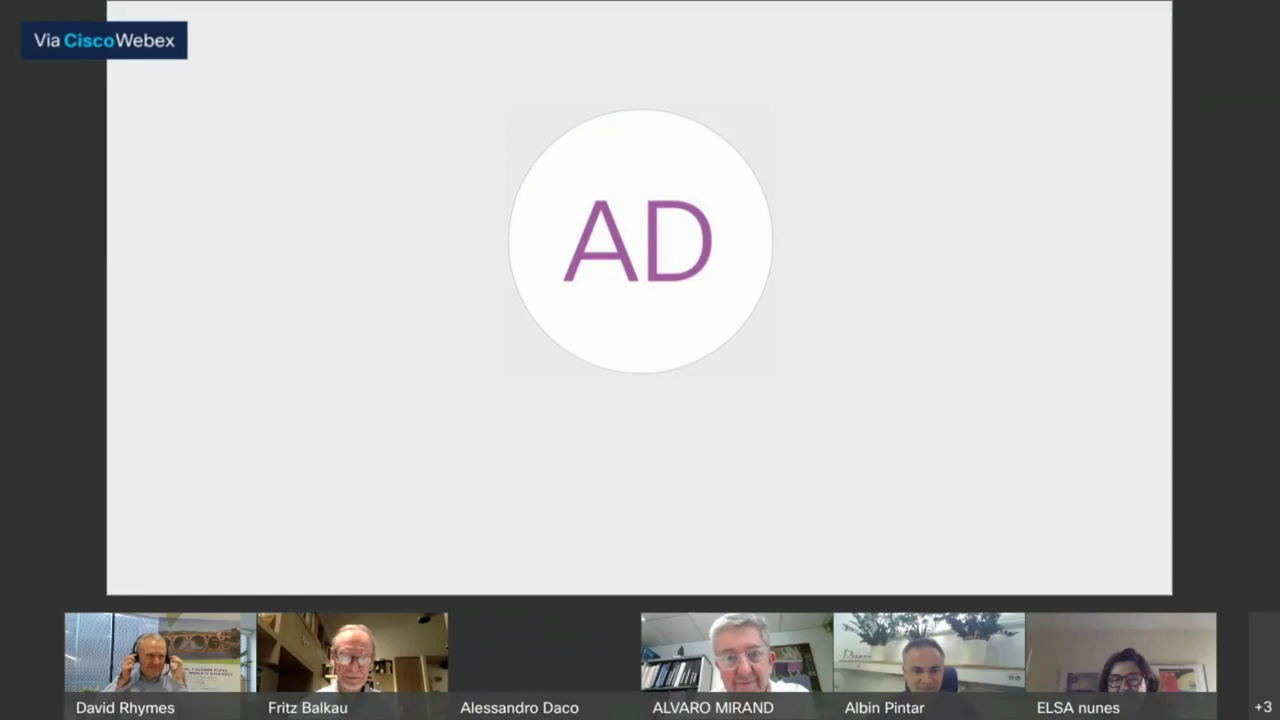 Via CiscoWebex
AD
David Rhymes
Fritz Balkau
Alessandro Daco
ALVARO MIRAND
Albin Pintar
ELSA nunes
+3